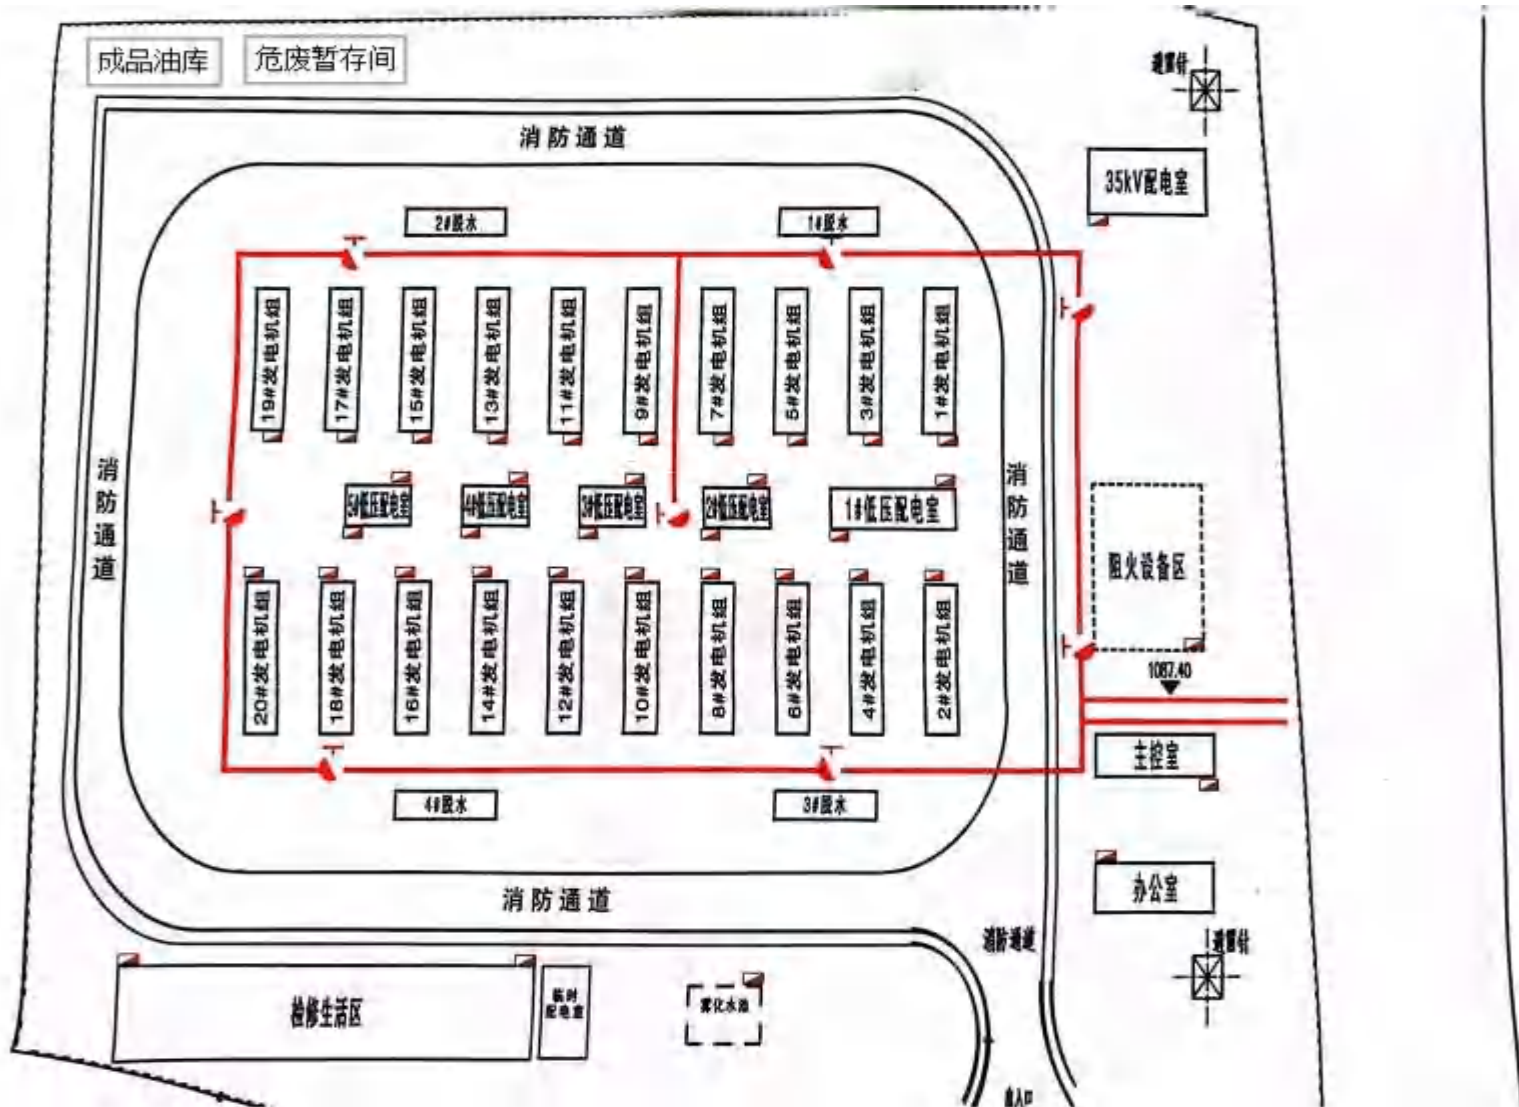 成品油库
危废暂存间
避雷针
消防通道
35kV配电室
2#脱水
1#脱水
19#发电机组
17#发电机组
15#发电机组
13#发电机组
11#发电机组
9#发电机组
7#发电机组
5#发电机组
3#发电机组
1#发电机组
消防通道
5#低压配电室
4#低压配电室
3#低压配电室
2#低压配电室
1#低压配电室
消防通道
阻火设备区
20#发电机组
18#发电机组
16#发电机组
14#发电机组
12#发电机组
10#发电机组
8#发电机组
6#发电机组
4#发电机组
2#发电机组
1087.40
主控室
4#脱水
3#脱水
办公室
消防通道
消防通道
避雷针
检修生活区
临时
配电室
雾化水池
出入口